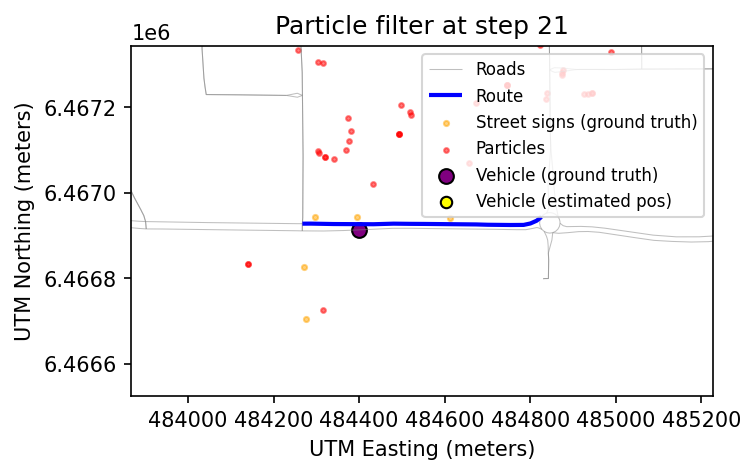 Particle filter at step 21
1e6
Roads
Route
Street signs (ground truth)
Particles
Vehicle (ground truth)
Vehicle (estimated pos)
UTM Northing (meters)
6.4672
6.4670
6.4668
6.4666
484000 484200 484400 484600 484800 485000 485200
UTM Easting (meters)